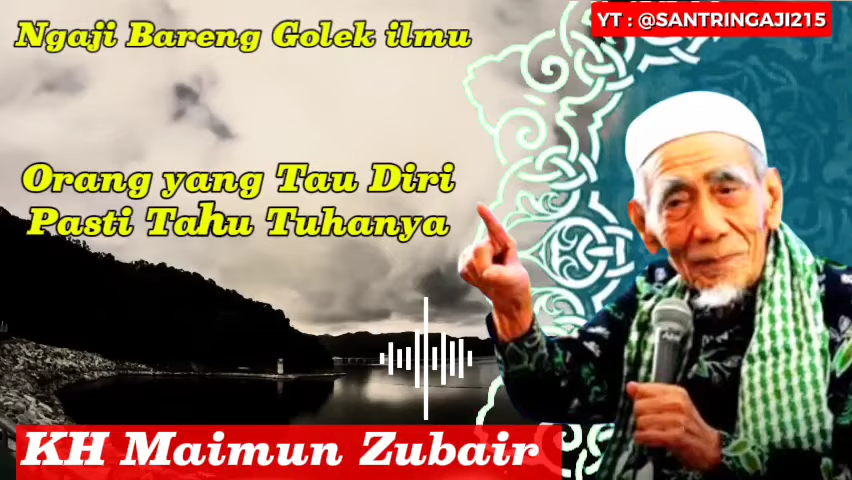 Ngaji Bareng Golek ilmu
YT : @SANTRINGAJI215
Orang yang Tau Diri
Pasti Tahu Tuhanya
KH Maimun Zubair